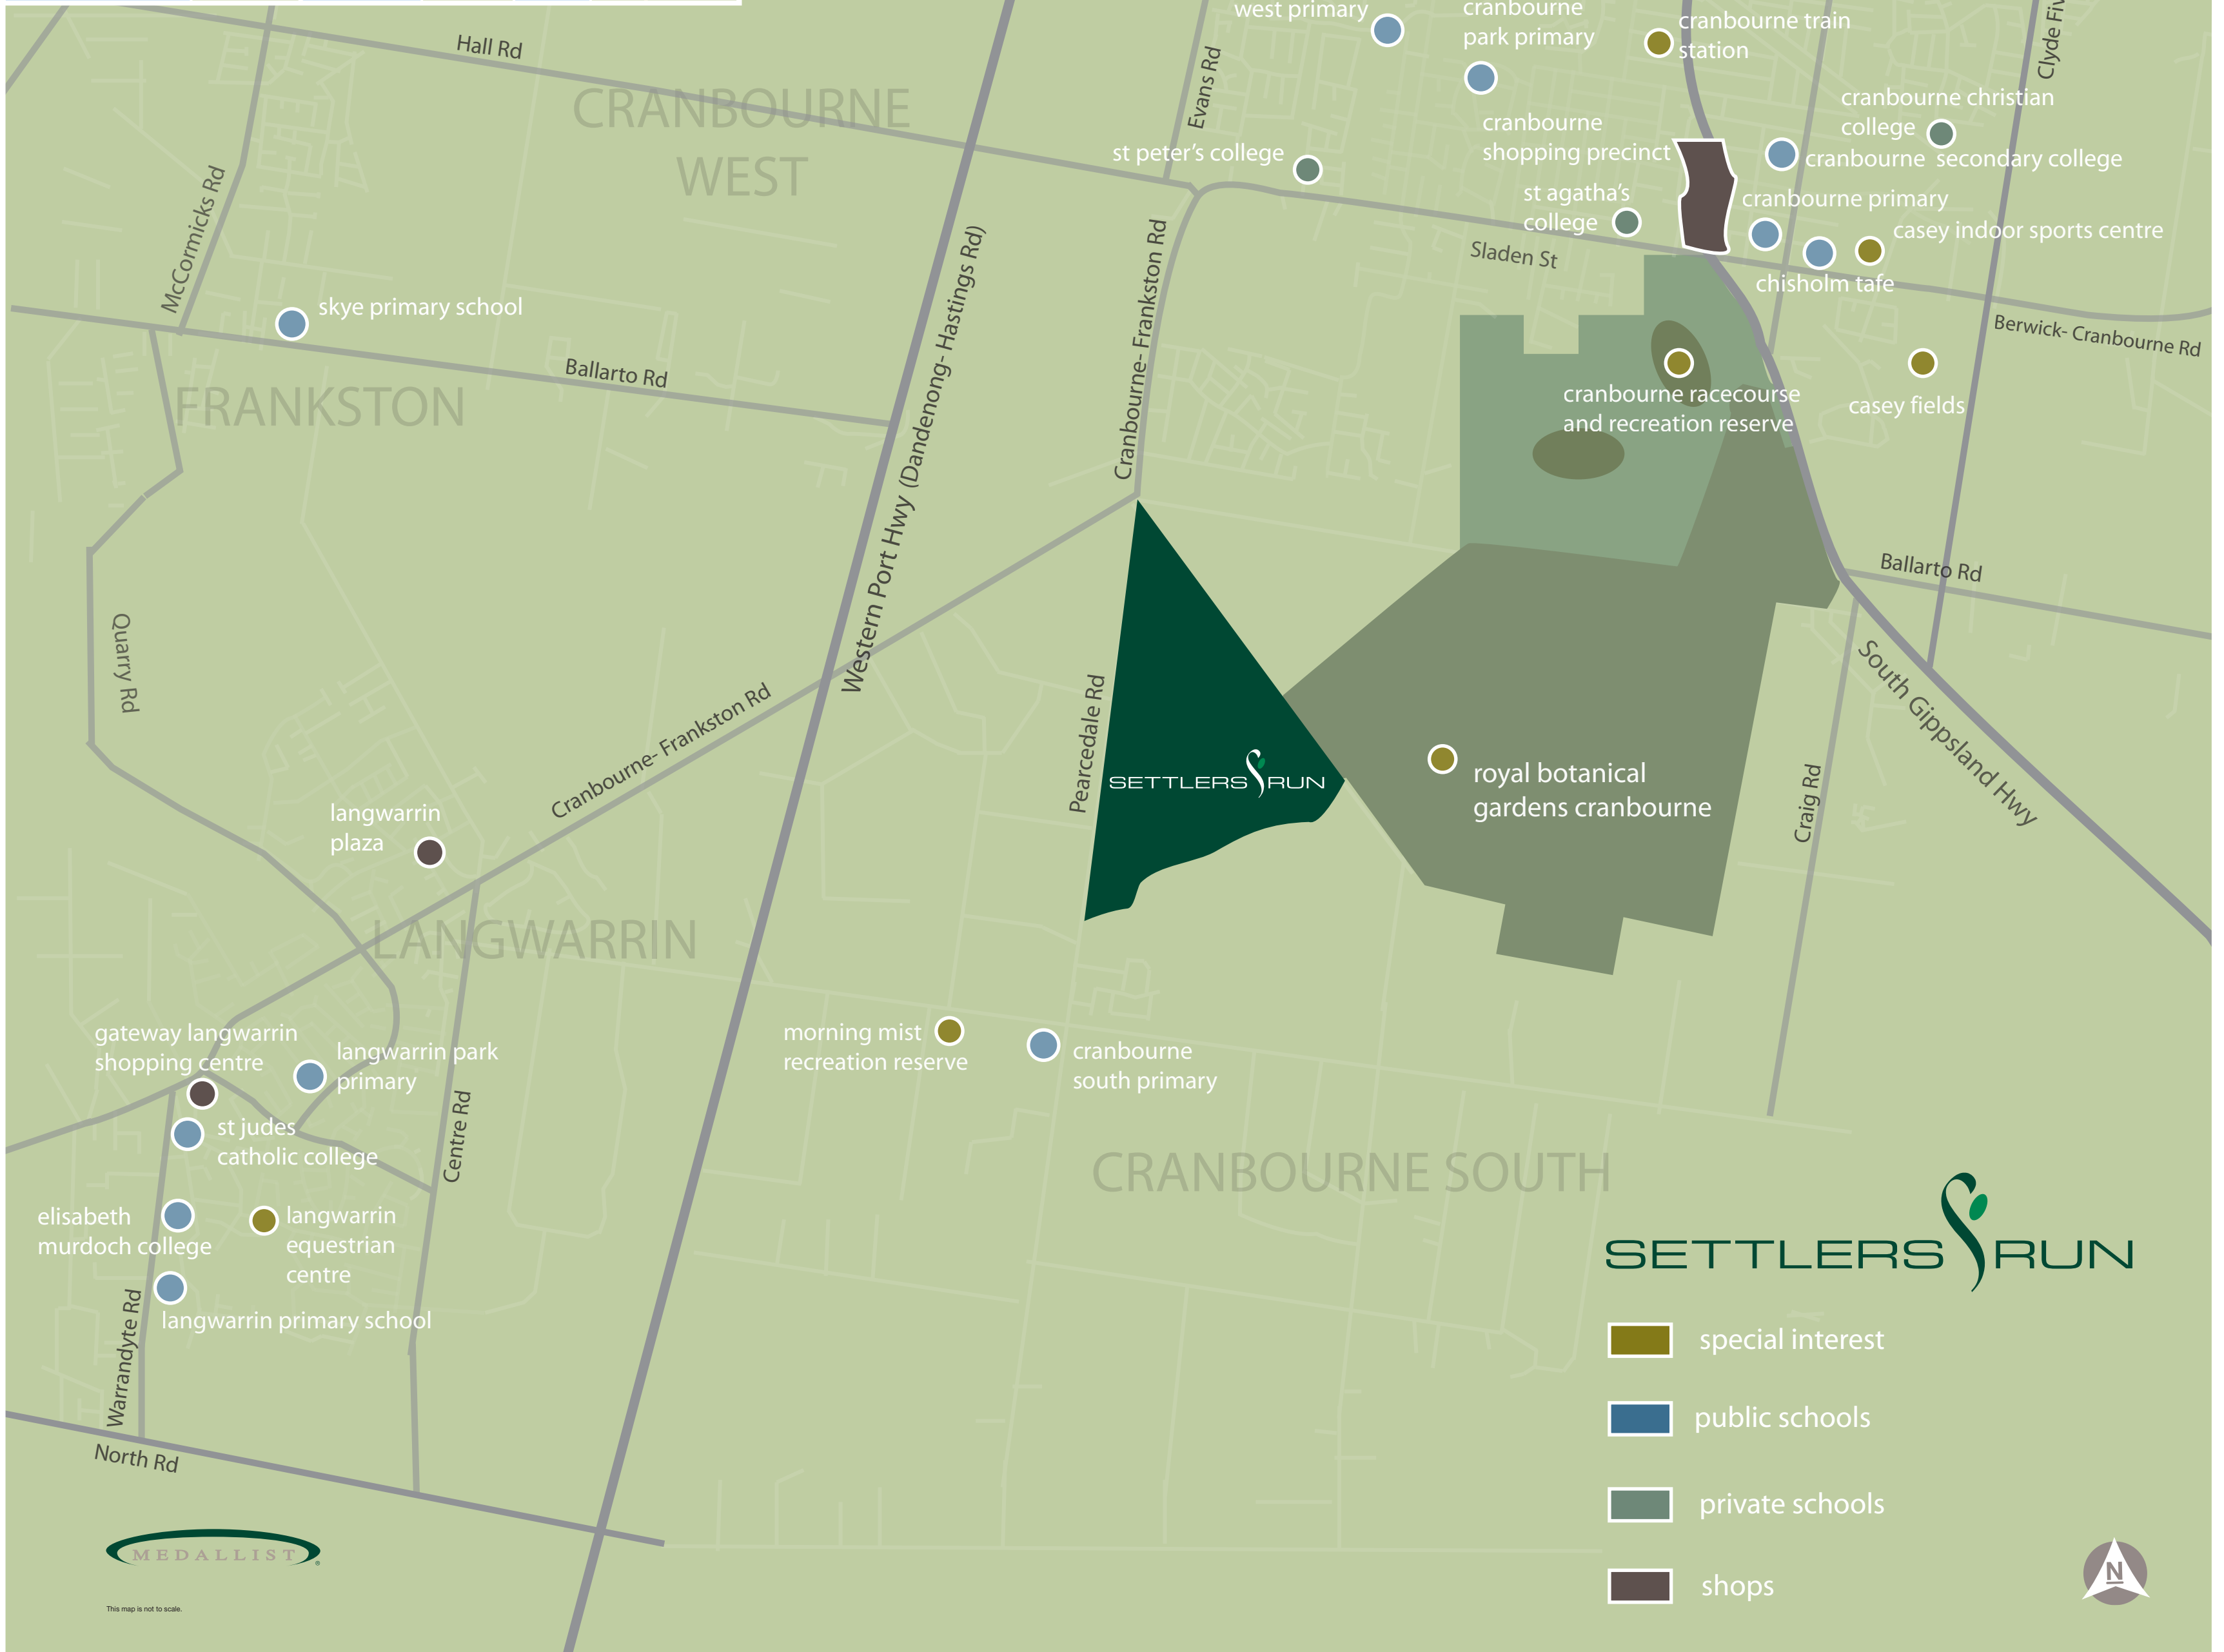 west primary
cranbourne
park primary
cranbourne train
station
Hall Rd
Evans Rd
CRANBOURNE
WEST
cranbourne christian
college
cranbourne
shopping precinct
st peter's college
cranbourne  secondary college
st agatha's
college
cranbourne primary
casey indoor sports centre
McCormicks Rd
Sladen St
chisholm tafe
skye primary school
Berwick- Cranbourne Rd
Ballarto Rd
FRANKSTON
Western Port Hwy (Dandenong- Hastings Rd)
Cranbourne- Frankston Rd
cranbourne racecourse
and recreation reserve
casey fields
Ballarto Rd
Quarry Rd
South Gippsland Hwy
Cranbourne- Frankston Rd
Pearcedale Rd
SETTLERS RUN
royal botanical
gardens cranbourne
Craig Rd
langwarrin
plaza
LANGWARRIN
gateway langwarrin
shopping centre
langwarrin park
primary
morning mist
recreation reserve
cranbourne
south primary
st judes
catholic college
Centre Rd
CRANBOURNE SOUTH
elisabeth
murdoch college
langwarrin
equestrian
centre
SETTLERS RUN
langwarrin primary school
Warrandyte Rd
special interest
public schools
North Rd
private schools
MEDALLIST
shops
N
This map is not to scale.